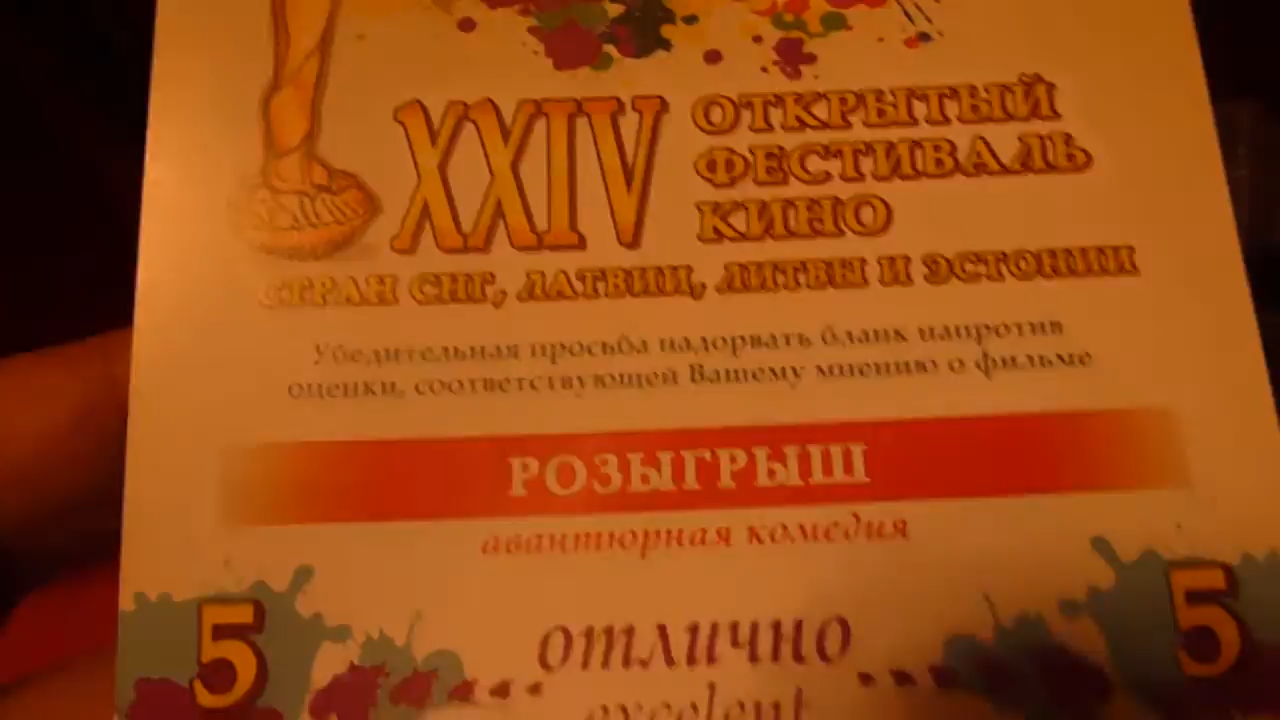 XXIV ОТКРЫТЫЙ
ФЕСТИВАЛЬ
КИНО
СТРАН СНГ, ЛАТВИИ, ЛИТВЫ И ЭСТОНИИ
Убедительная просьба надорвать бланк напротив
оценки, соответствующей Вашему мнению о фильме
РОЗЫГРЫШ
авантюрная комедия
5 отлично 5
excelent